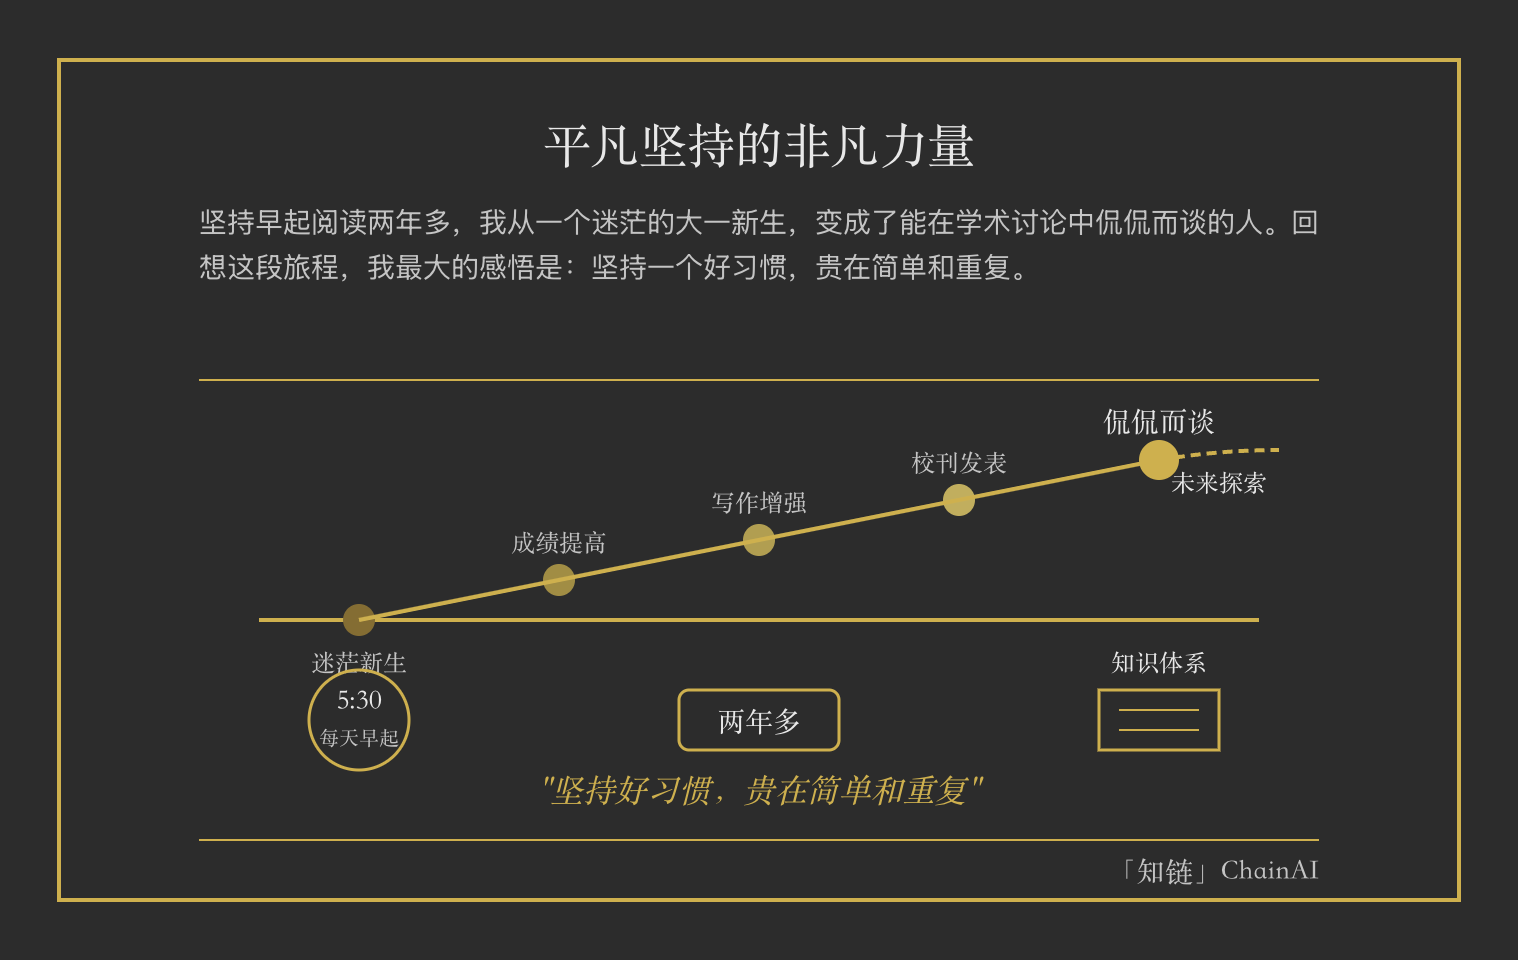 平凡坚持的非凡力量
坚持早起阅读两年多，我从一个迷茫的大一新生，变成了能在学术讨论中侃侃而谈的人。回
想这段旅程，我最大的感悟是：坚持一个好习惯，贵在简单和重复。
侃侃而谈
校刊发表
未来探索
写作增强
成绩提高
迷茫新生
知识体系
5:30
每天早起
两年多
"坚持好习惯，贵在简单和重复"
「知链」ChainAI